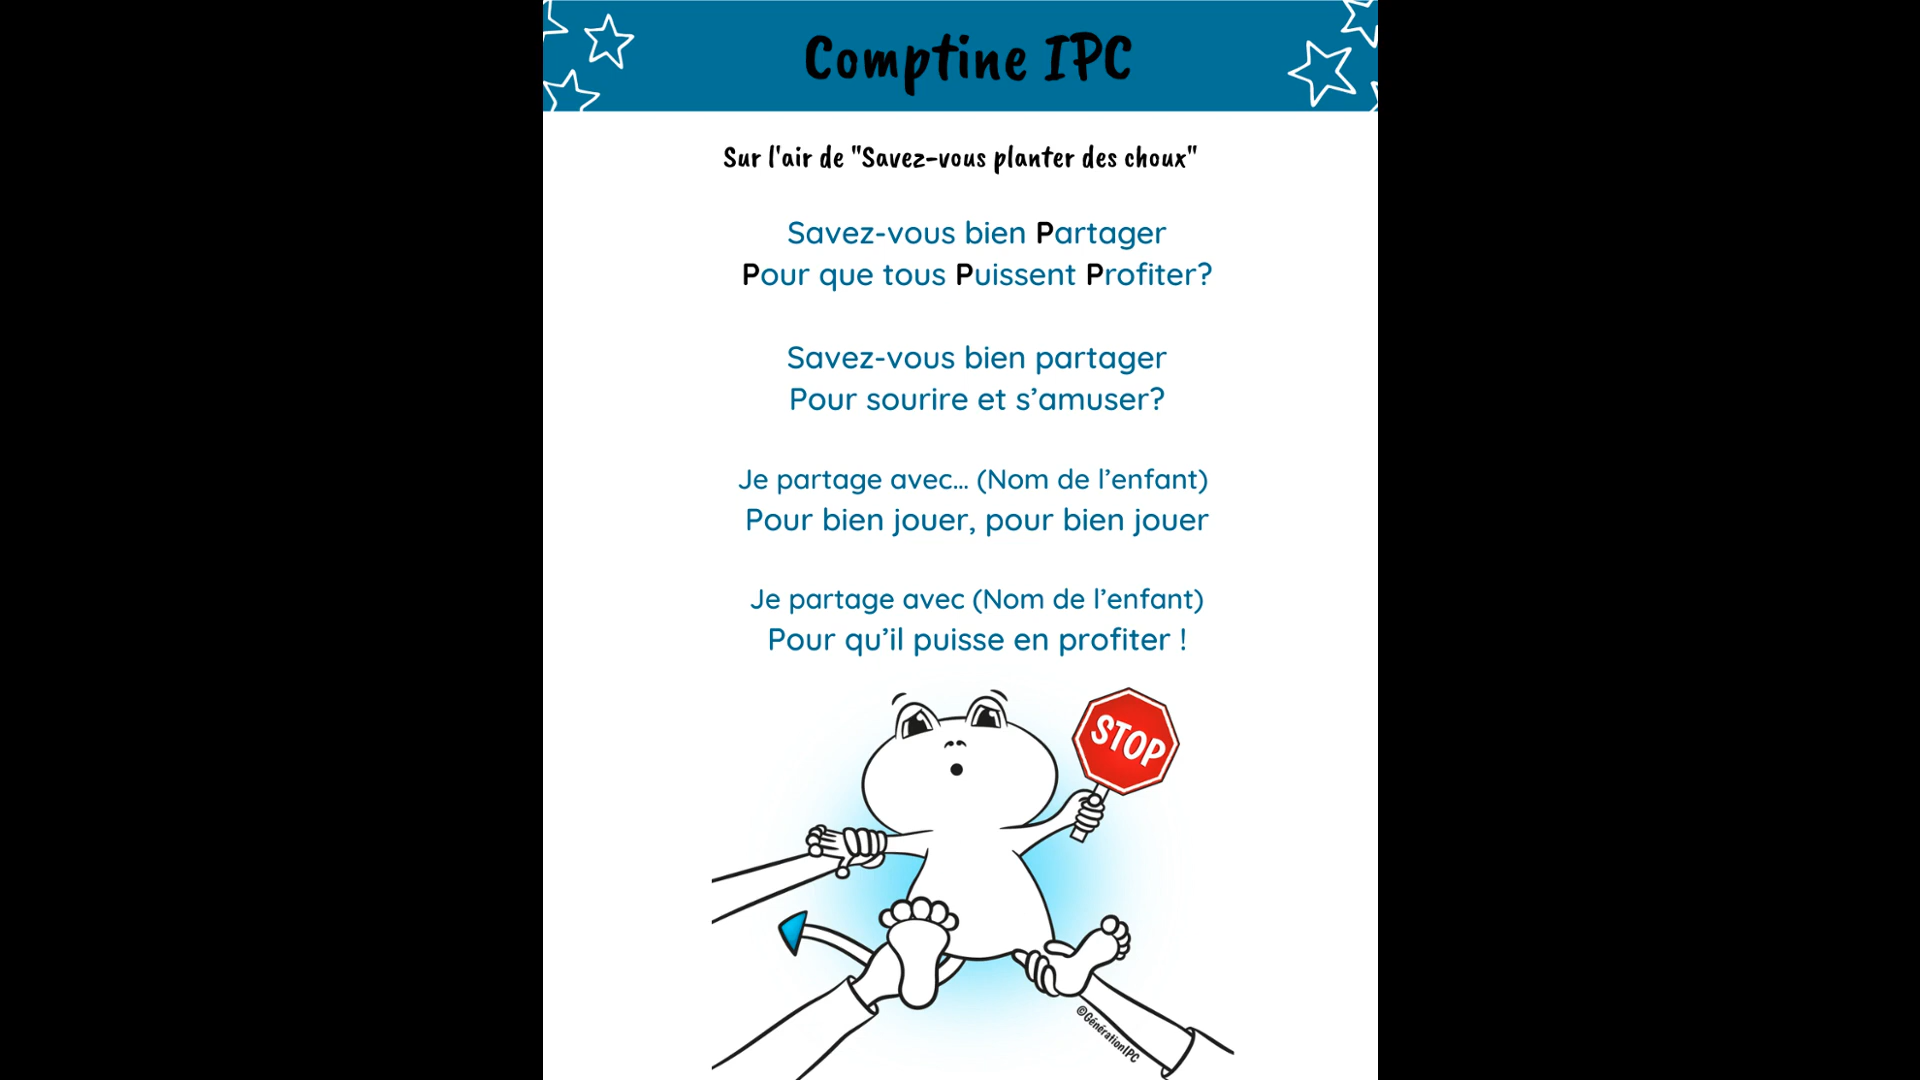 Comptine IPC
Sur l'air de "Savez-vous planter des choux"
Savez-vous bien Partager
Pour que tous Puissent Profiter?
Savez-vous bien partager
Pour sourire et s’amuser?
Je partage avec... (Nom de l’enfant)
Pour bien jouer, pour bien jouer
Je partage avec (Nom de l’enfant)
Pour qu’il puisse en profiter !
STOP
©GénérationIPC